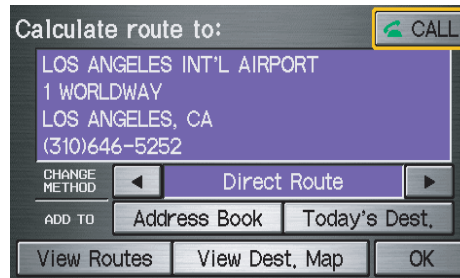 Calculate route to:
CALL
LOS ANGELES INT'L AIRPORT
1 WORLDWAY
LOS ANGELES, CA
(310)646-5252
CHANGE
METHOD
Direct Route
ADD TO
Address Book
Today's Dest.
View Routes
View Dest. Map
OK